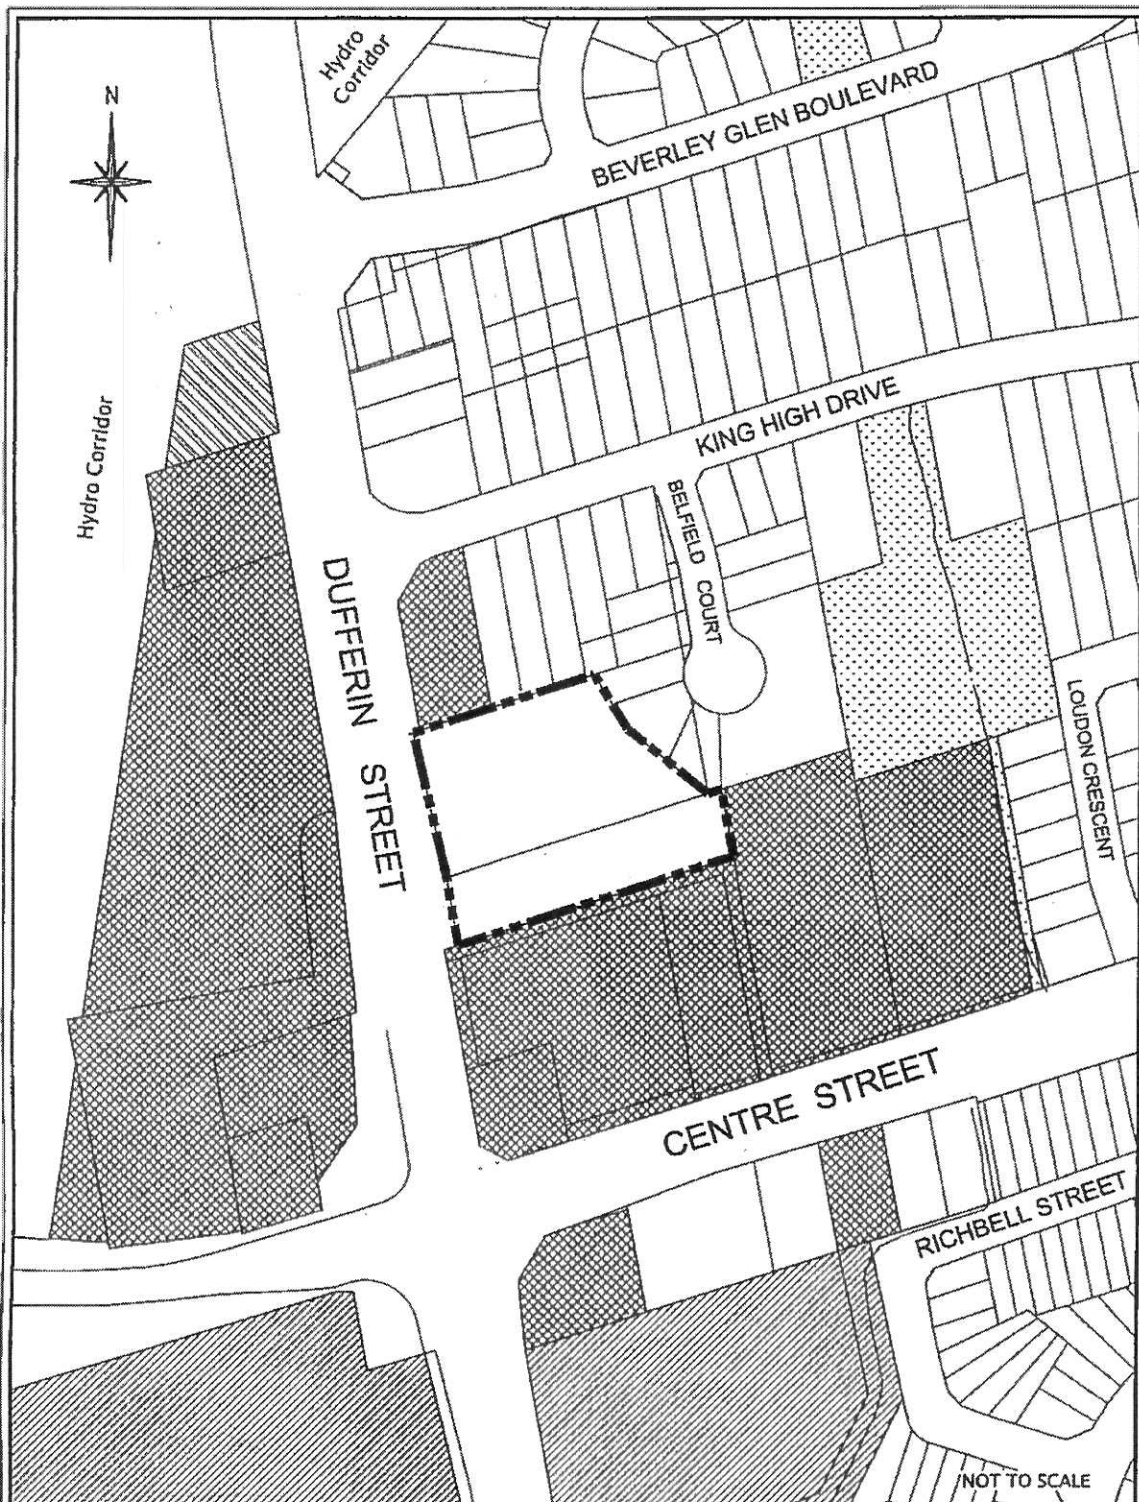 Hydro
Corridor
N
BEVERLEY GLEN BOULEVARD
Hydro Corridor
KING HIGH DRIVE
BELFIELD COURT
DUFFERIN STREET
LOUDON CRESCENT
CENTRE STREET
RICHBELL STREET
NOT TO SCALE